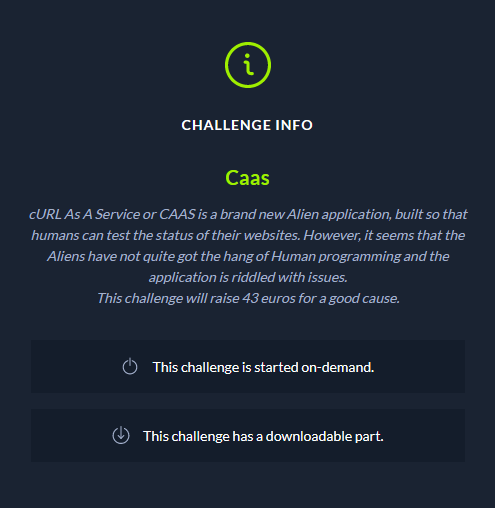 CHALLENGE INFO
Caas
cURL As A Service or CAAS is a brand new Alien application, built so that
humans can test the status of their websites. However, it seems that the
Aliens have not quite got the hang of Human programming and the
application is riddled with issues.
This challenge will raise 43 euros for a good cause.
This challenge is started on-demand.
This challenge has a downloadable part.